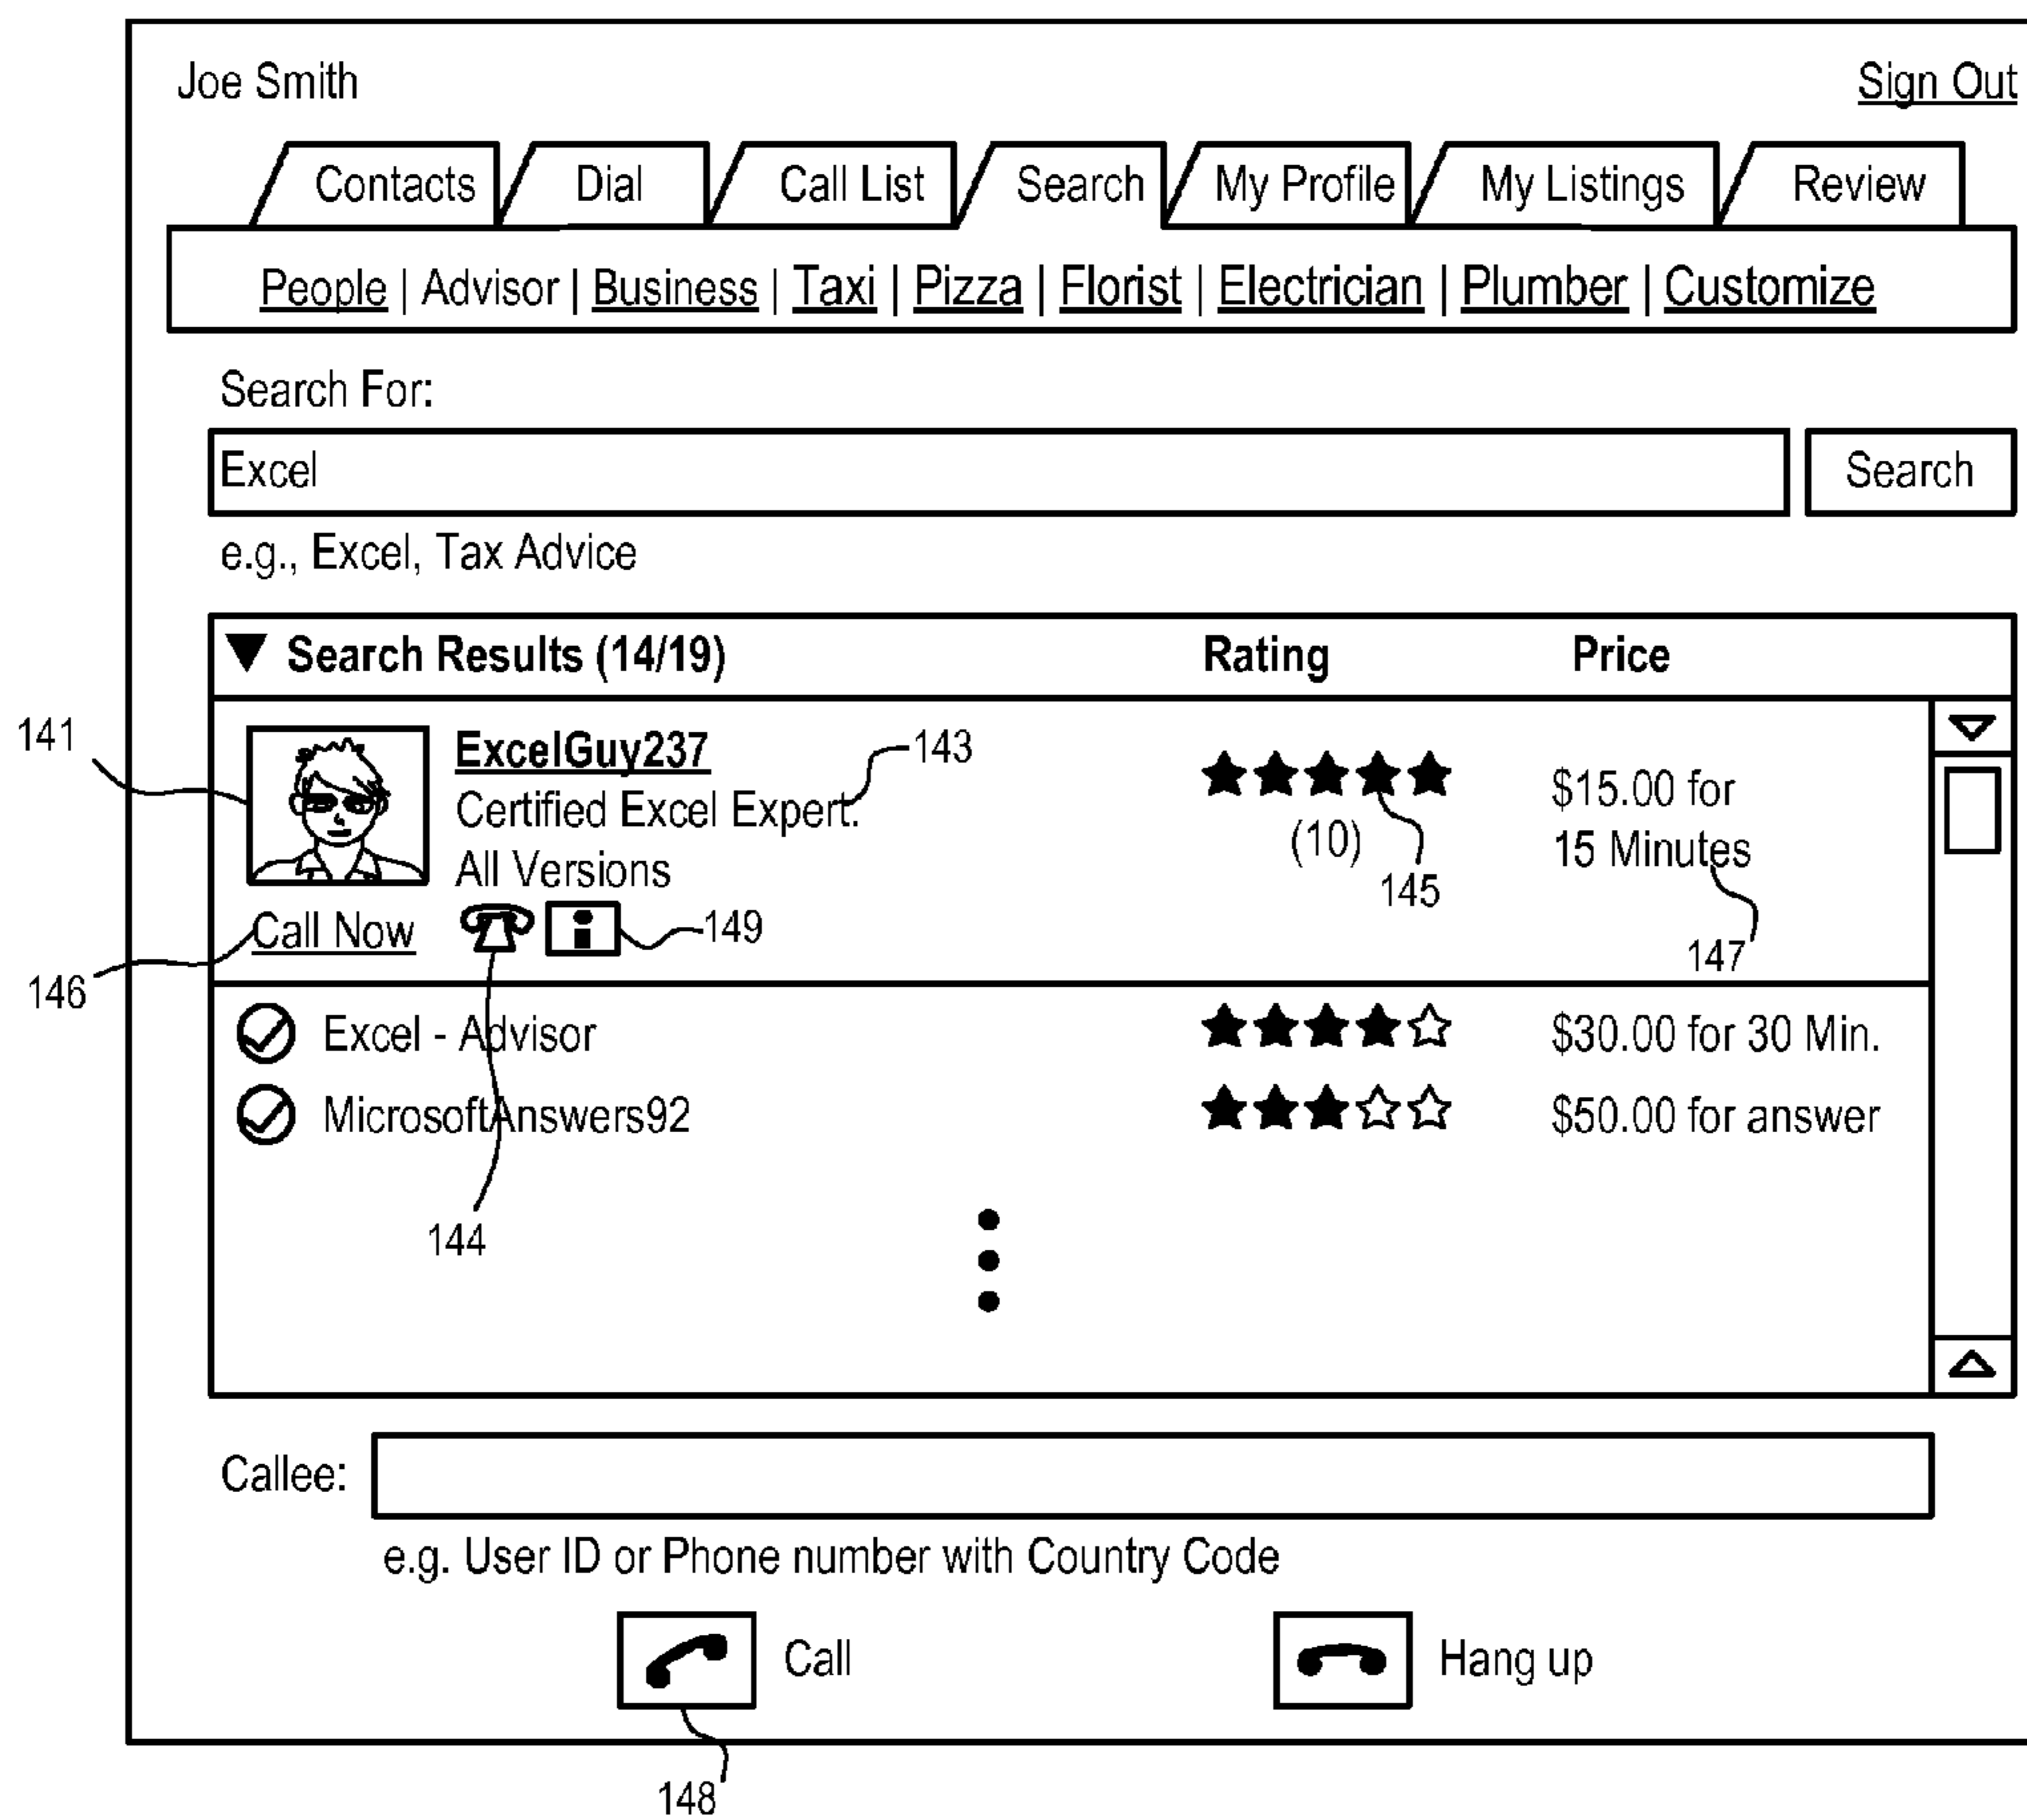 Joe Smith Sign Out
Contacts Dial Call List Search My Profile My Listings Review
People | Advisor | Business | Taxi | Pizza | Florist | Electrician | Plumber | Customize
Search For:
Excel Search
e.g., Excel, Tax Advice
Search Results (14/19) Rating Price
141 ExcelGuy237 143
Certified Excel Expert. $15.00 for
(10) 15 Minutes
All Versions 145
Call Now i 149 147
146
Excel - Advisor $30.00 for 30 Min.
MicrosoftAnswers92 $50.00 for answer
144
Callee:
e.g. User ID or Phone number with Country Code
Call Hang up
148